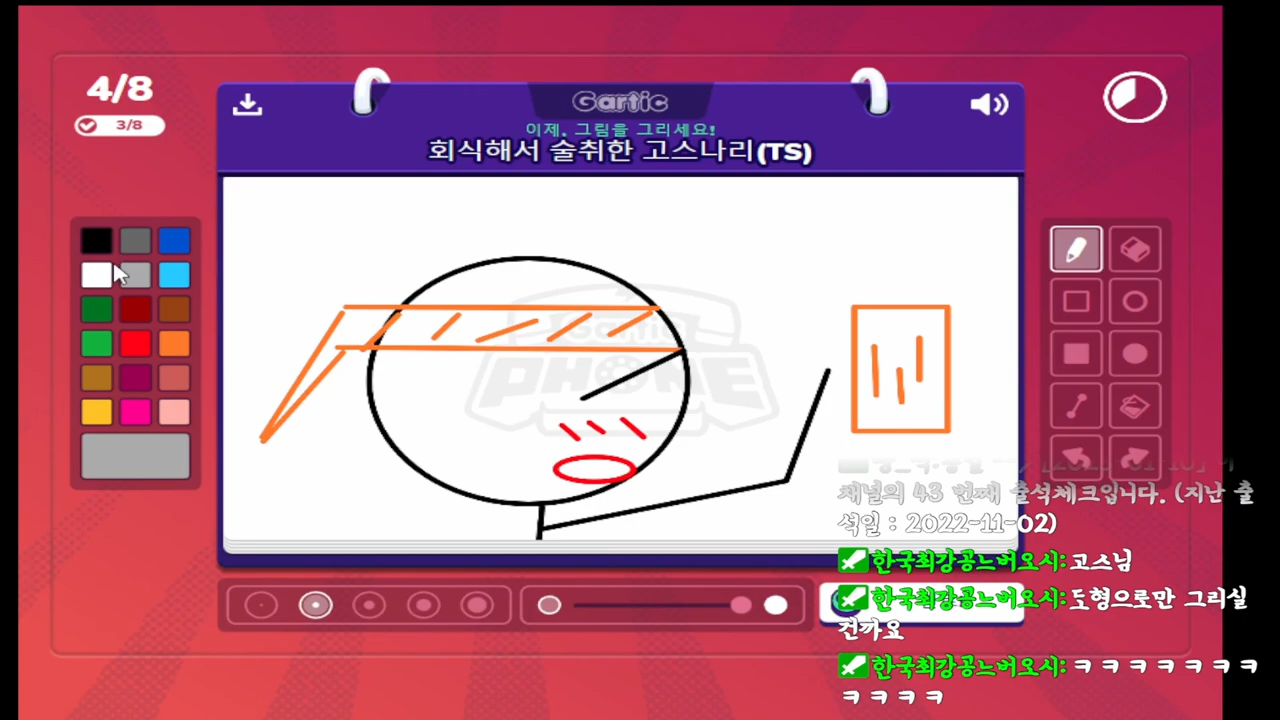 4/8
3/8
Gartic
이제, 그림을 그리세요!
회식해서 술취한 고스나리(TS)
Gartic
PHONE
채널의 43 번째 출석체크입니다. (지난 출
석일 : 2022-11-02)
한국최강공느버오시:고스님
한국최강공느버오시:도형으로만 그리실
건까요
한국최강공느버오시:ㅋㅋㅋㅋㅋㅋㅋ
ㅋㅋㅋㅋ